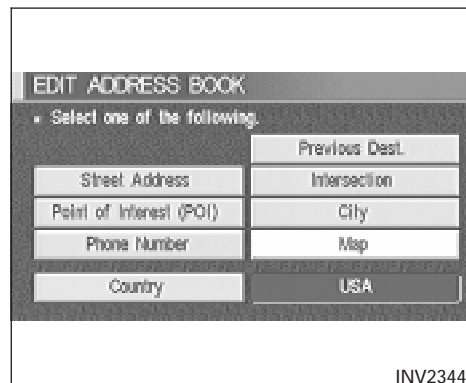 EDIT ADDRESS BOOK
• Select one of the following.
Previous Dest.
Street Address Intersection
Point of Interest (POI) City
Phone Number Map
Country USA
INV2344